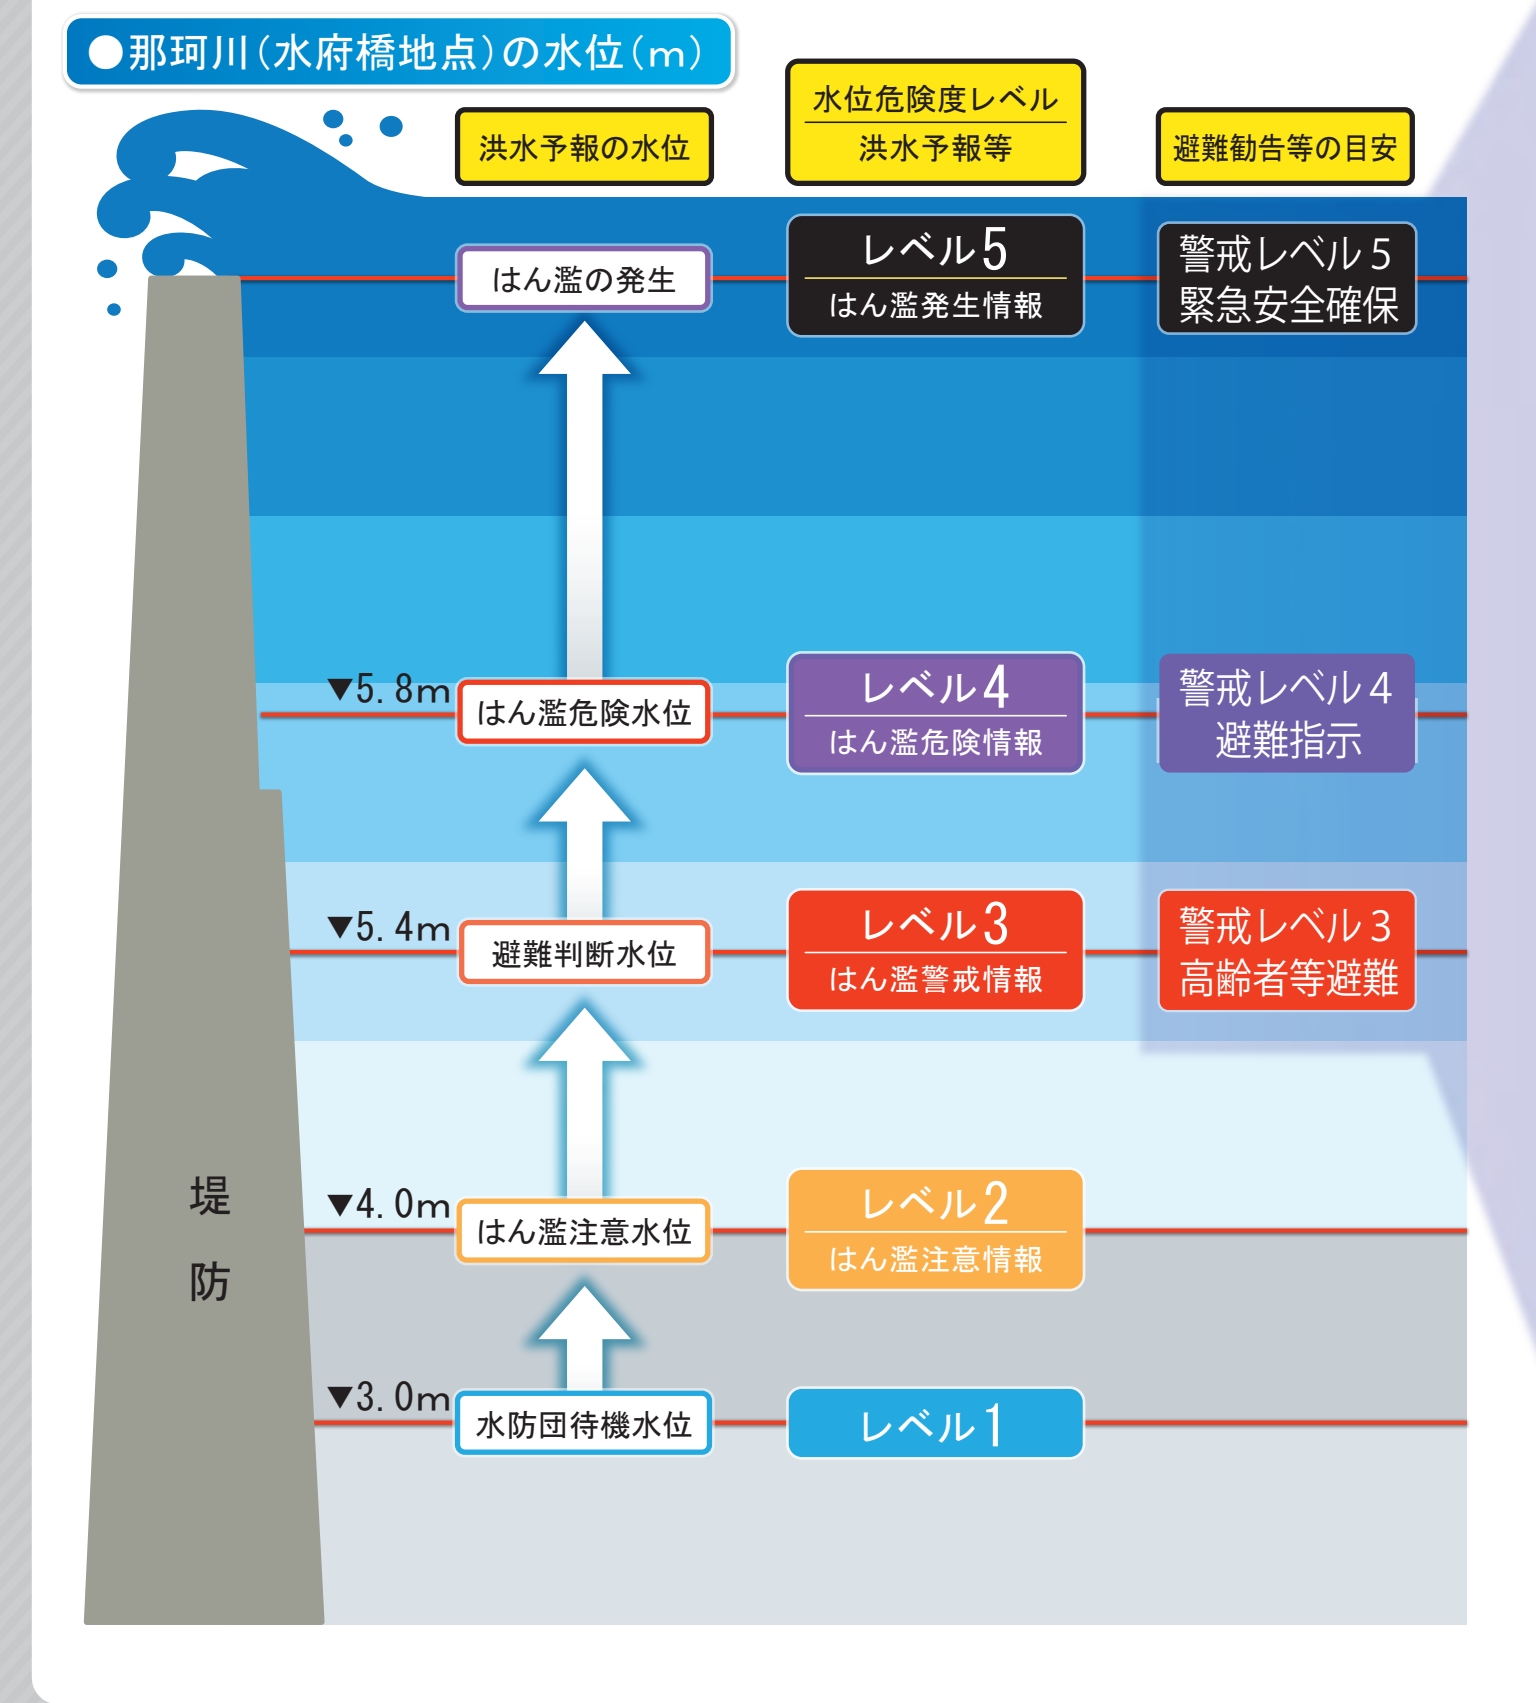 ●那珂川(水府橋地点)の水位(m)
洪水予報の水位
水位危険度レベル
洪水予報等
避難勧告等の目安
はん濫の発生
レベル5
はん濫発生情報
警戒レベル5
緊急安全確保
▼5.8m
はん濫危険水位
レベル4
はん濫危険情報
警戒レベル4
避難指示
▼5.4m
避難判断水位
レベル3
はん濫警戒情報
警戒レベル3
高齢者等避難
▼4.0m
はん濫注意水位
レベル2
はん濫注意情報
▼3.0m
水防団待機水位
レベル1
堤
防